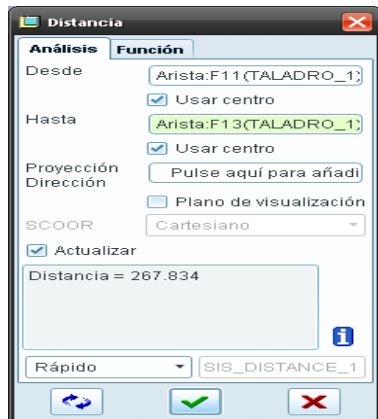 Distancia
Análisis Función
Desde Arista:F11(TALADRO_1)
Usar centro
Hasta Arista:F13(TALADRO_1)
Usar centro
Proyección Dirección Pulse aquí para añadi
Plano de visualización
SCOOR Cartesiano
Actualizar
Distancia = 267.834
Rápido SIS_DISTANCE_1